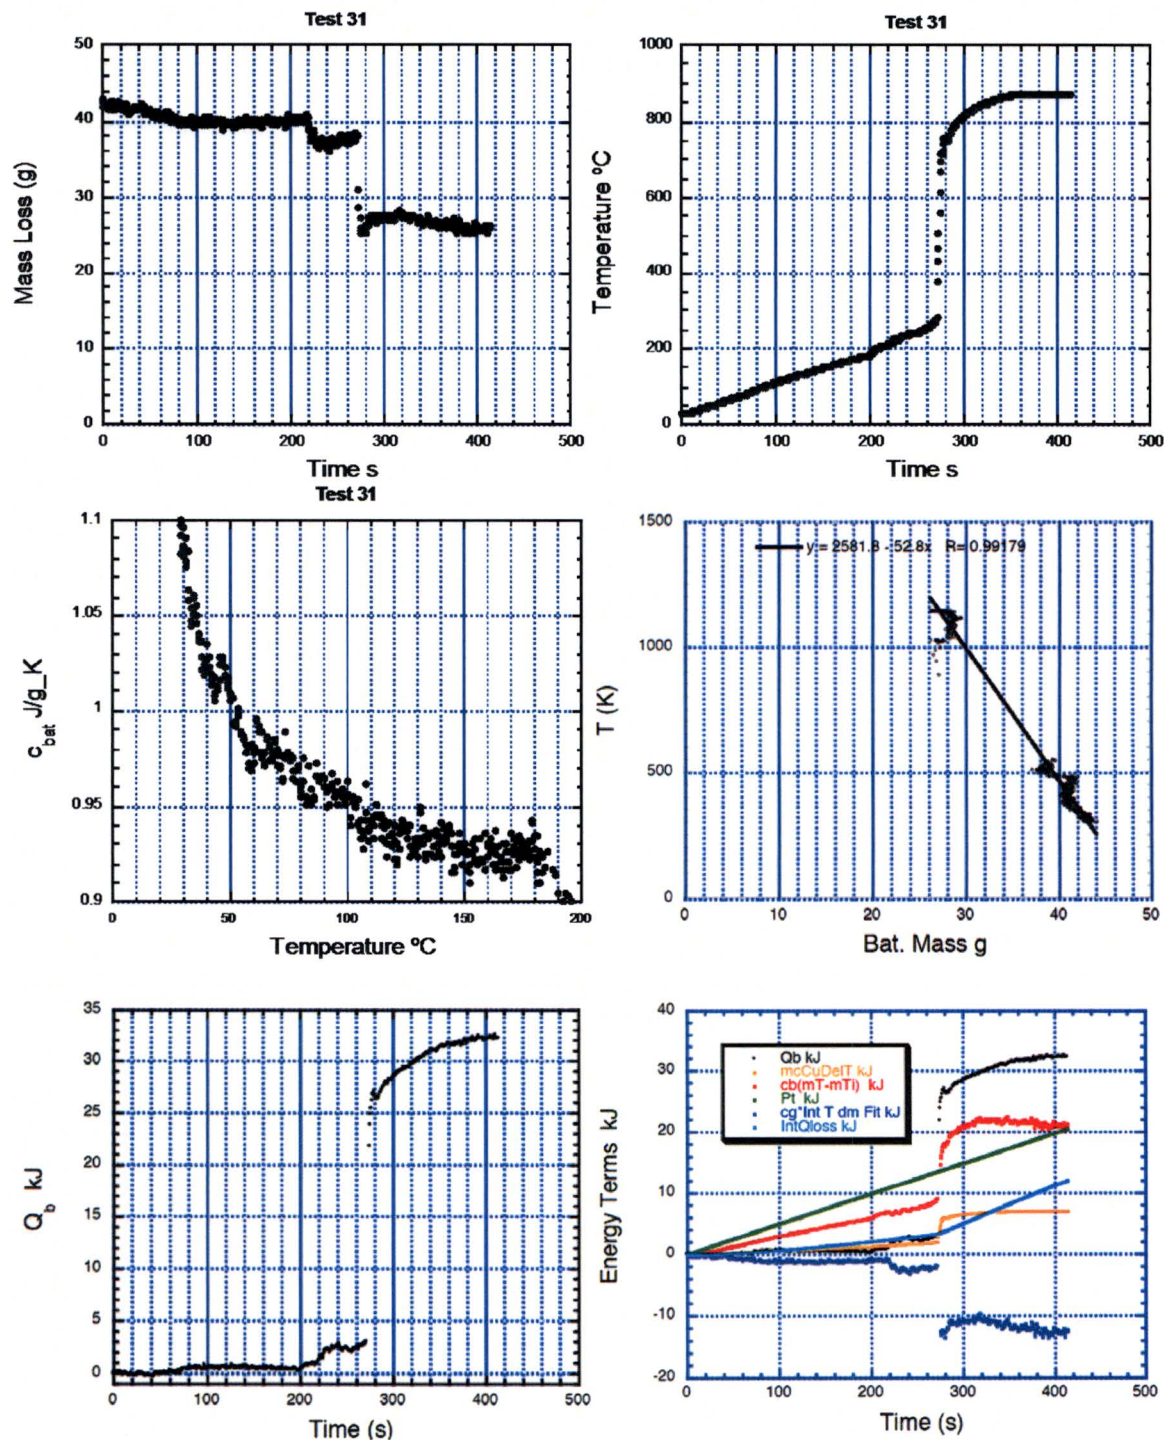 Test 31
50
40
30
20
10
0
Mass Loss (g)
0 100 200 300 400 500
Time s
Test 31
1000
800
600
400
200
0
Temperature ºC
0 100 200 300 400 500
Time s
Test 31
1.1
1.05
1
0.95
0.9
c_bat J/g_K
0 50 100 150 200
Temperature ºC
1500
1000
500
0
T (K)
y = 2581.8 - 52.8x R= 0.99179
0 10 20 30 40 50
Bat. Mass g
35
30
25
20
15
10
5
0
Q_b kJ
0 100 200 300 400 500
Time (s)
40
30
20
10
0
-10
-20
Energy Terms kJ
Qb kJ
mcCuDelT kJ
cb(mT-mTi) kJ
Pt kJ
cg*Int T dm Fit kJ
IntQloss kJ
0 100 200 300 400 500
Time (s)